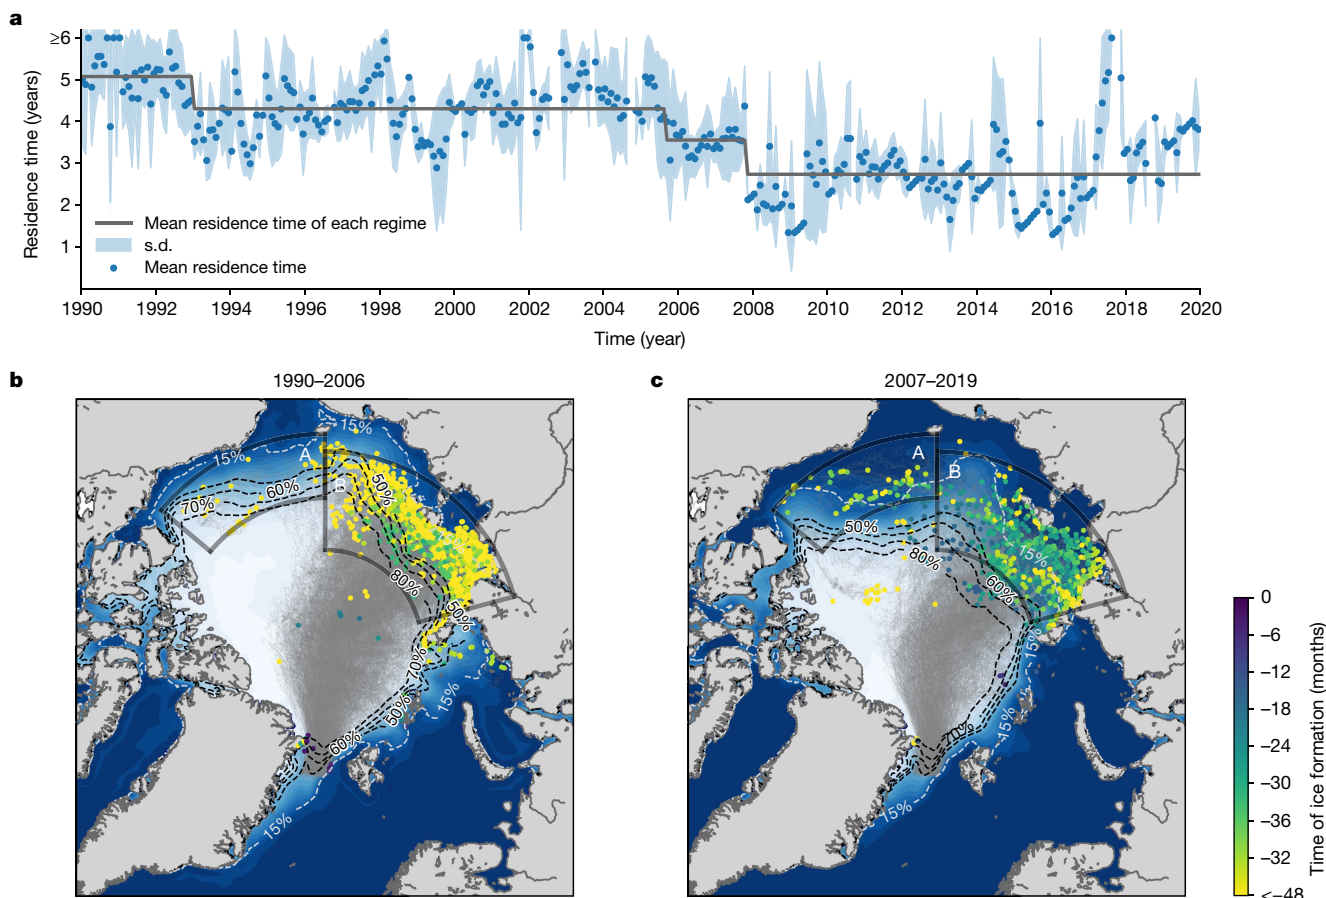 a
≥6
5
4
3
2
1
Residence time (years)
Mean residence time of each regime
s.d.
Mean residence time
1990 1992 1994 1996 1998 2000 2002 2004 2006 2008 2010 2012 2014 2016 2018 2020
Time (year)
b 1990–2006
15%
15%
A
B
60%
70%
50%
15%
80%
50%
70%
50%
15%
60%
15%
c 2007–2019
A
B
50%
15%
80%
60%
15%
15%
70%
15%
0
–6
–12
–18
–24
–30
–36
–32
<–48
Time of ice formation (months)